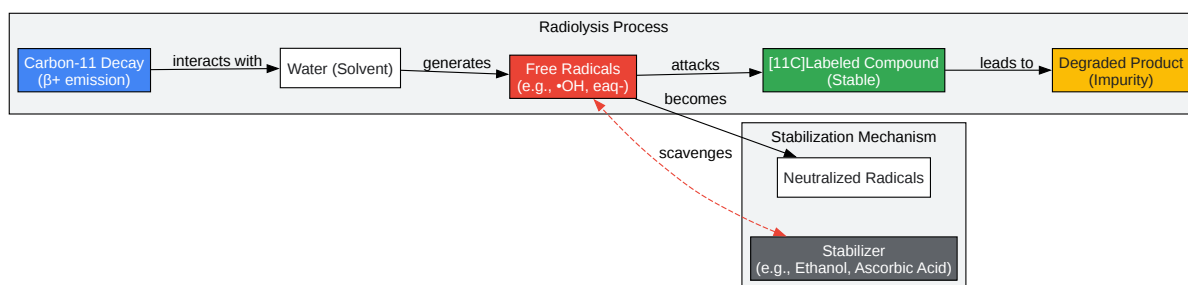 Radiolysis Process
Carbon-11 Decay
(β+ emission)
interacts with
Water (Solvent)
generates
Free Radicals
(e.g., •OH, eaq-)
attacks
[11C]Labeled Compound
(Stable)
leads to
Degraded Product
(Impurity)
becomes
Stabilization Mechanism
scavenges
Neutralized Radicals
Stabilizer
(e.g., Ethanol, Ascorbic Acid)